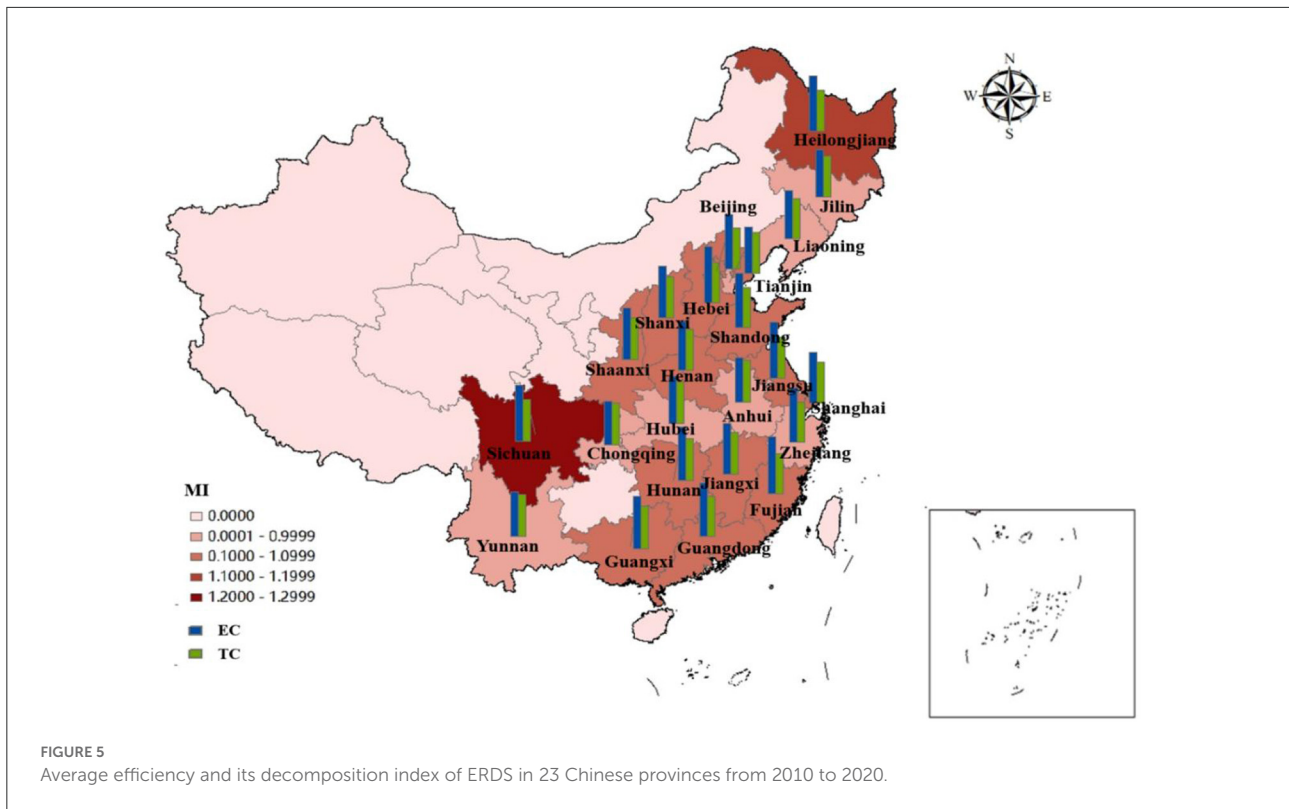 N
W E
S
Heilongjiang
Jilin
Beijing
Liaoning
Tianjin
Hebei
Shanxi
Shandong
Shaanxi
Henan
Jiangsu
Shanghai
Anhui
Hubei
Sichuan
Chongqing
Zhejiang
Hunan
Jiangxi
Fujian
Yunnan
Guangxi
Guangdong
MI
0.0000
0.0001 - 0.9999
0.1000 - 1.0999
1.1000 - 1.1999
1.2000 - 1.2999
EC
TC
FIGURE 5
Average efficiency and its decomposition index of ERDS in 23 Chinese provinces from 2010 to 2020.